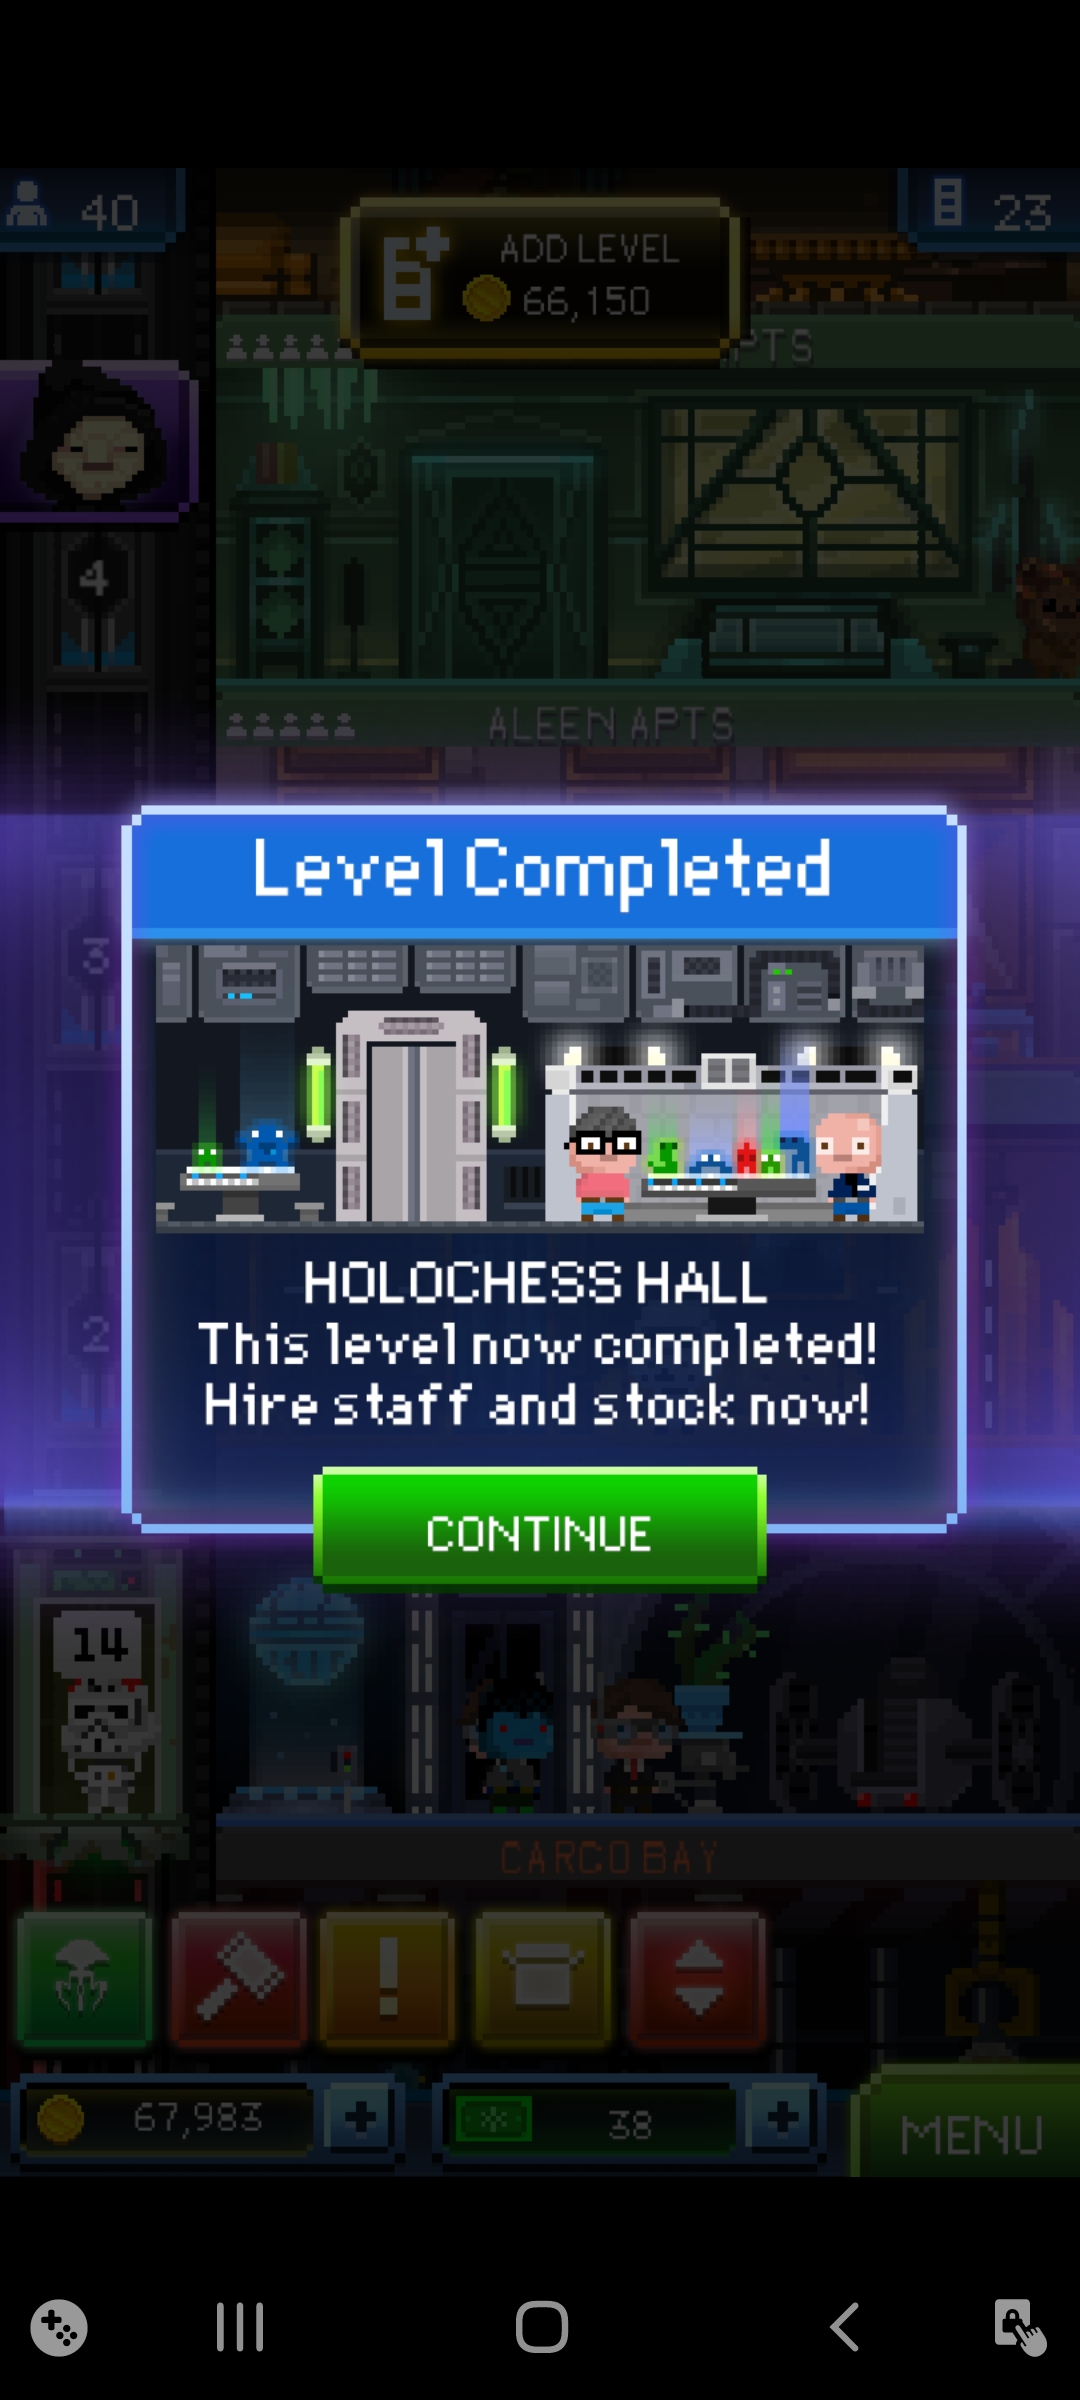 40
23
ADD LEVEL
66,150
PTS
4
ALEEN APTS
Level Completed
3
HOLOCHESS HALL
This level now completed!
2
Hire staff and stock now!
CONTINUE
14
CARGO BAY
!
67,983
38
MENU